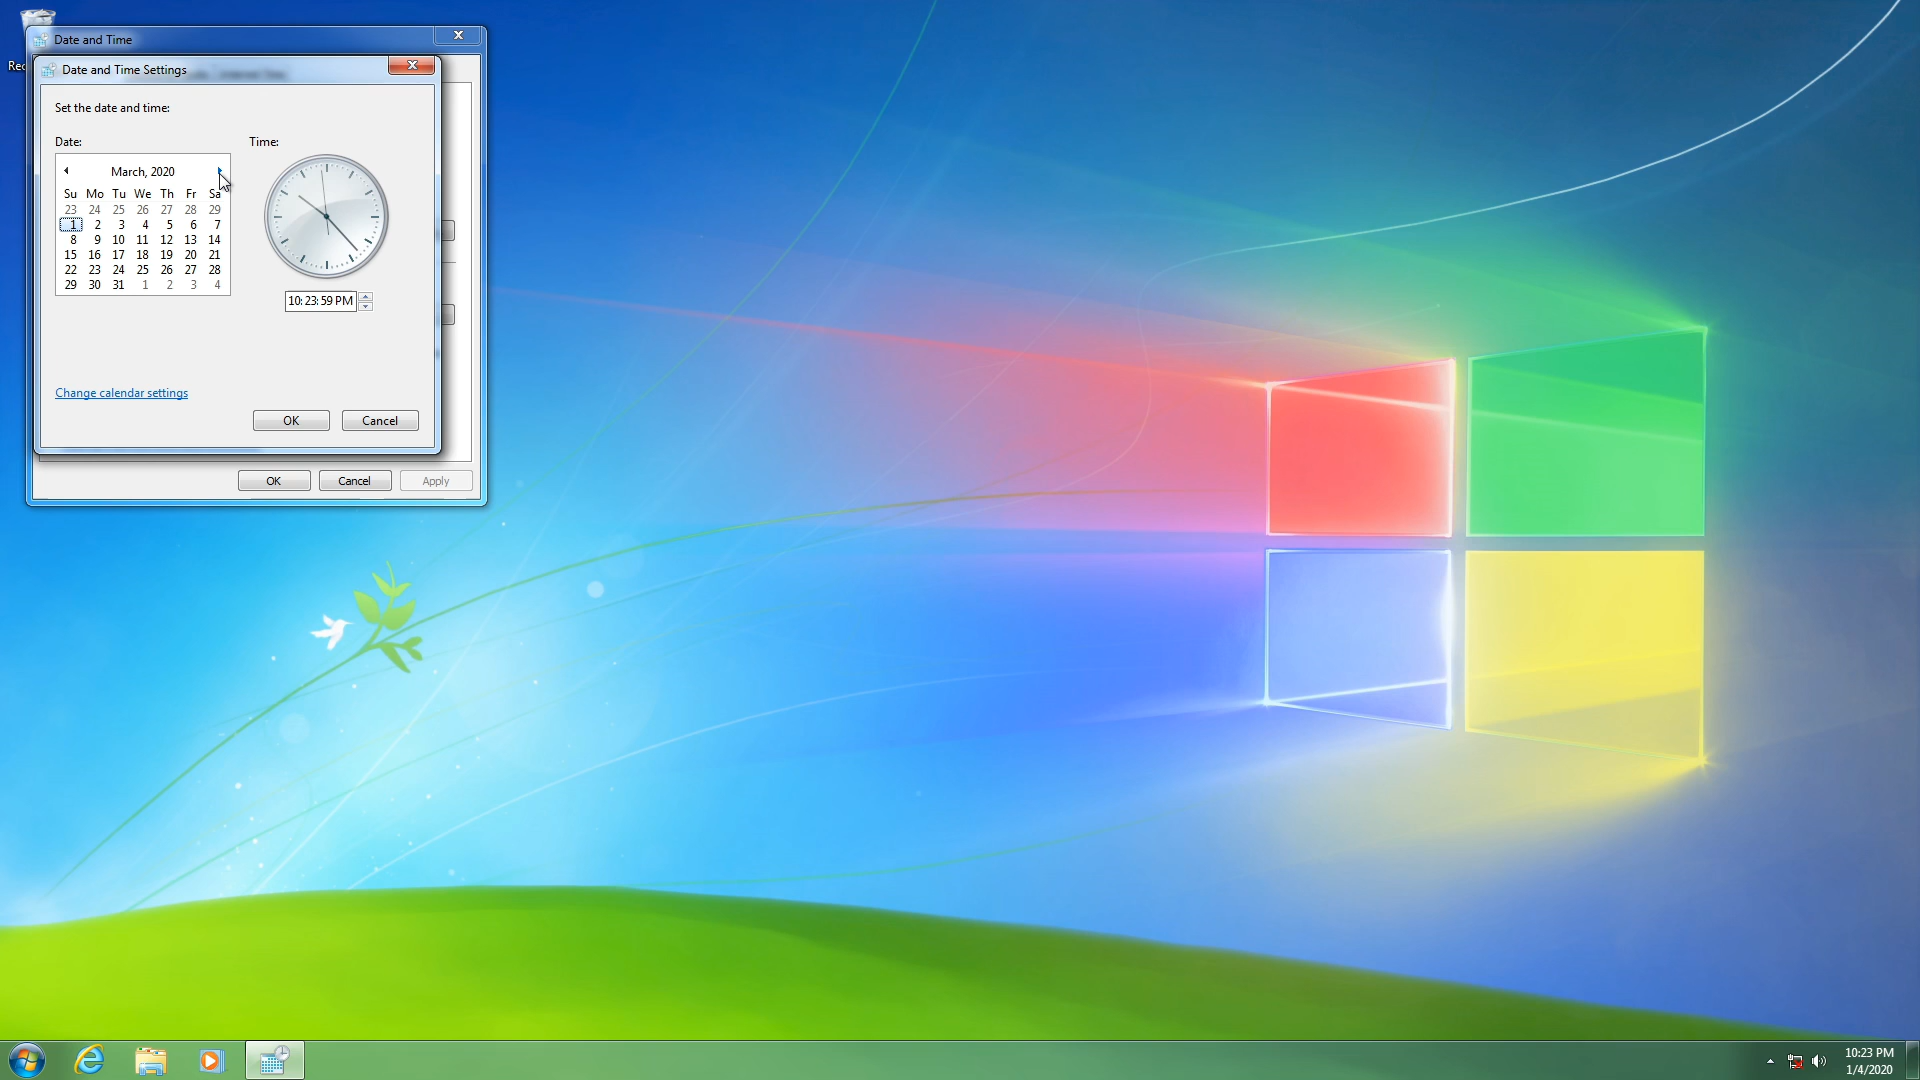 Rec
Date and Time
Date and Time Settings
Set the date and time:
Date:
Time:
March, 2020
Su Mo Tu We Th Fr Sa
23 24 25 26 27 28 29
1 2 3 4 5 6 7
8 9 10 11 12 13 14
15 16 17 18 19 20 21
22 23 24 25 26 27 28
29 30 31 1 2 3 4
10:23:59 PM
Change calendar settings
OK
Cancel
OK
Cancel
Apply
10:23 PM
1/4/2020